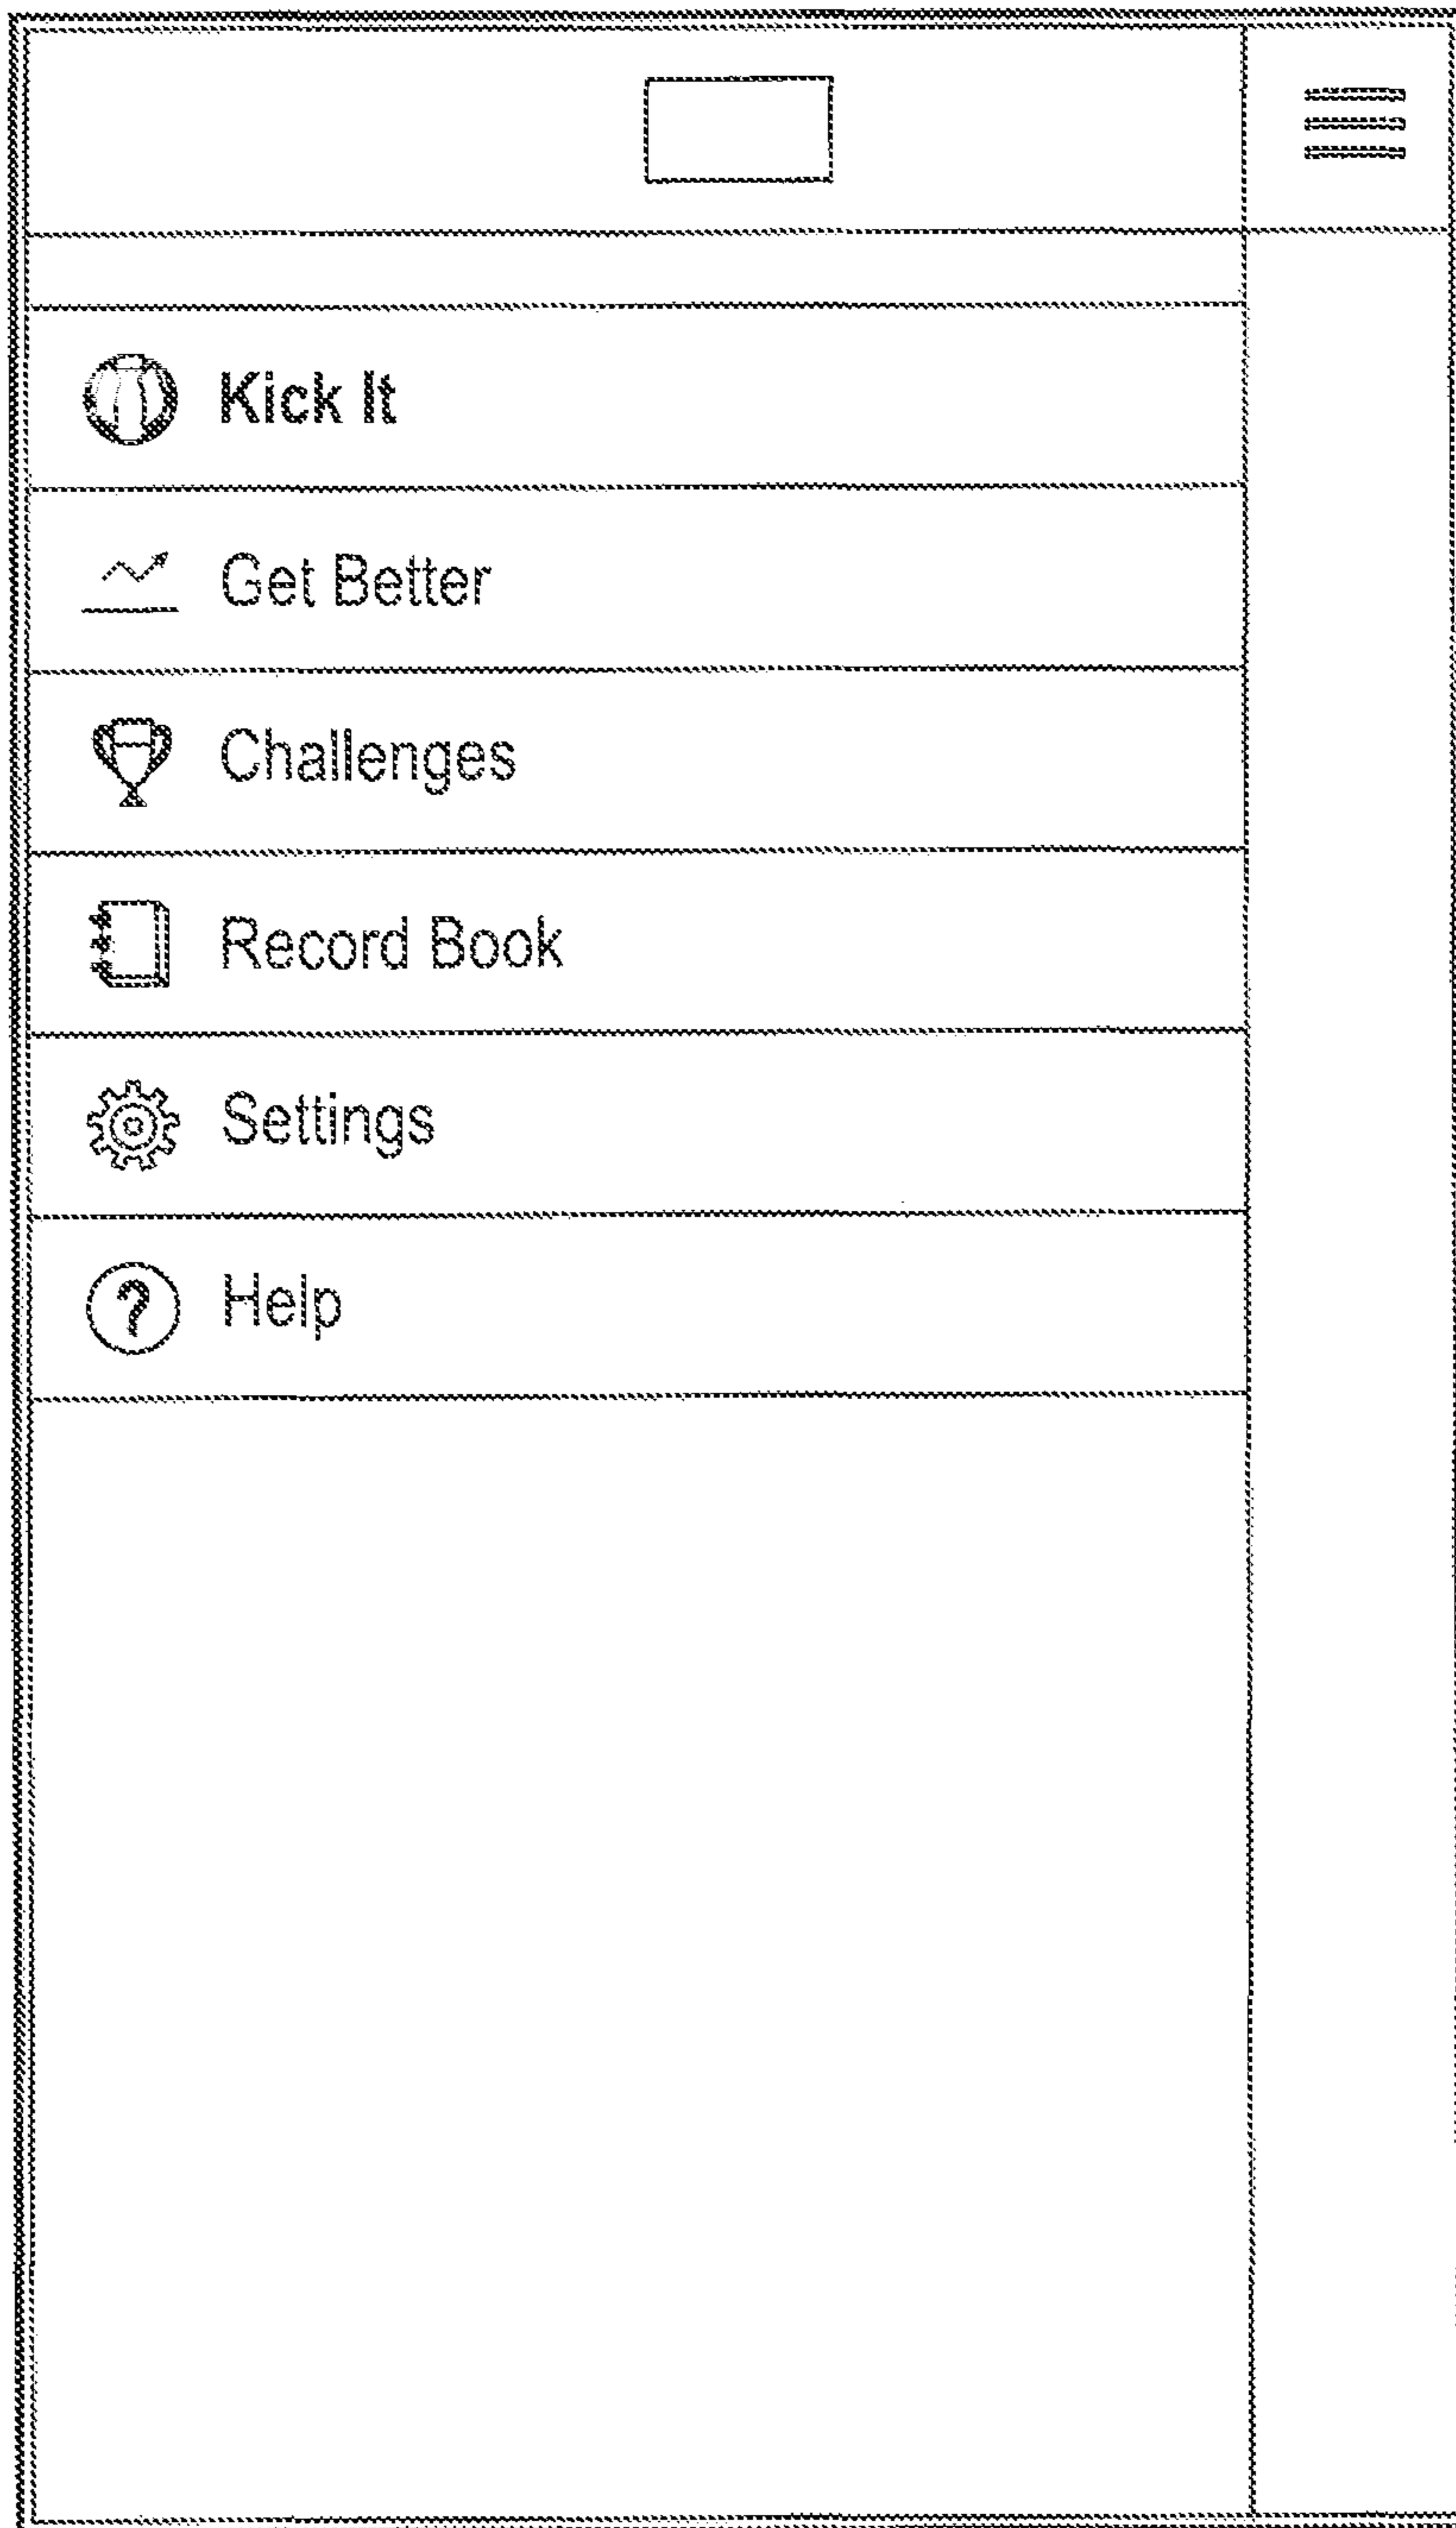 Kick It
Get Better
Challenges
Record Book
Settings
Help